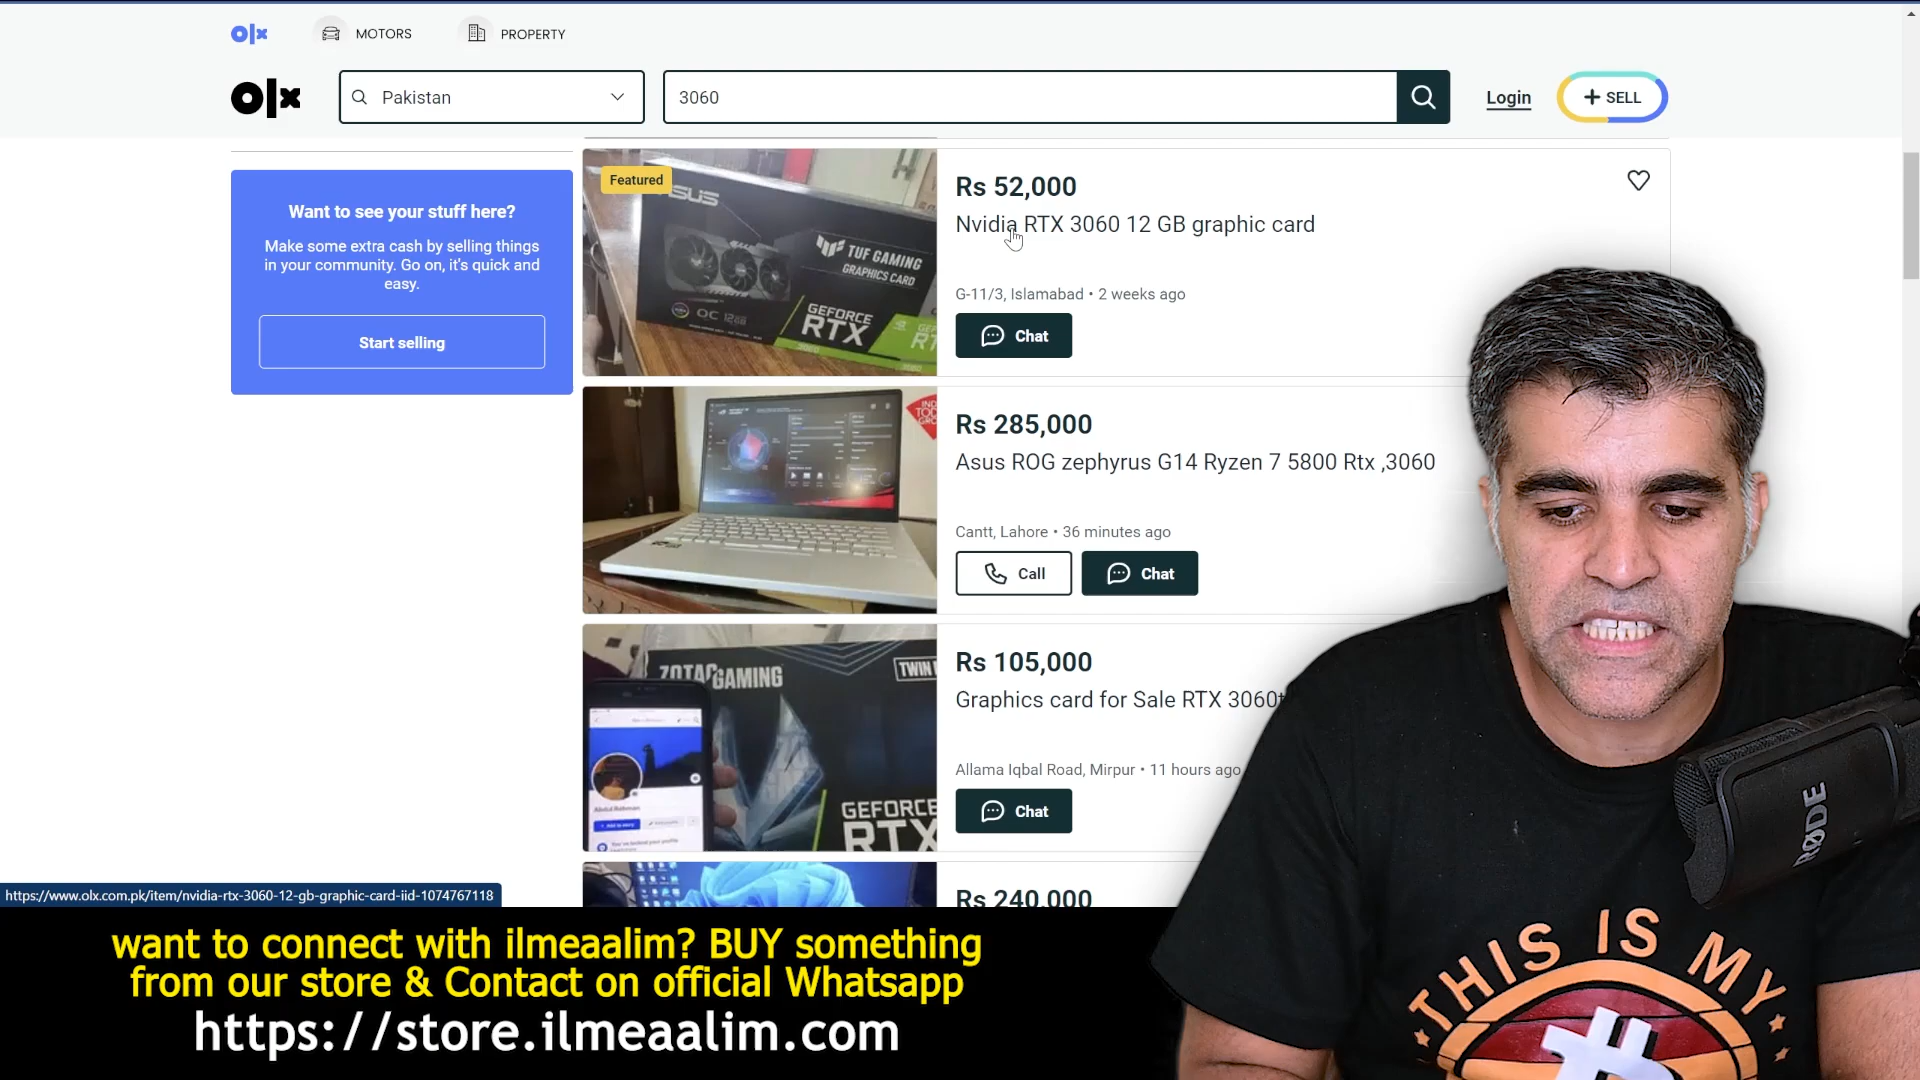 olx MOTORS PROPERTY
olx Pakistan 3060 Login + SELL
Want to see your stuff here?
Make some extra cash by selling things
in your community. Go on, it's quick and
easy.
Start selling
Featured
ASUS
TUF GAMING
GRAPHICS CARD
OC 12GB
GEFORCE
RTX
Rs 52,000
Nvidia RTX 3060 12 GB graphic card
G-11/3, Islamabad • 2 weeks ago
Chat
Rs 285,000
Asus ROG zephyrus G14 Ryzen 7 5800 Rtx ,3060
Cantt, Lahore • 36 minutes ago
Call Chat
ZOTAC GAMING
GEFORCE
RTX
Rs 105,000
Graphics card for Sale RTX 3060t
Allama Iqbal Road, Mirpur • 11 hours ago
Chat
Rs 240,000
https://www.olx.com.pk/item/nvidia-rtx-3060-12-gb-graphic-card-iid-1074767118
want to connect with ilmeaalim? BUY something
from our store & Contact on official Whatsapp
https://store.ilmeaalim.com
RØDE
THIS IS MY